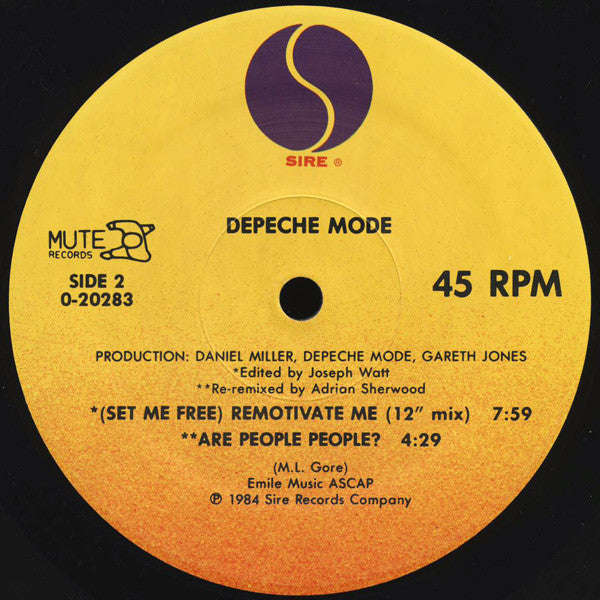 SIRE ®
DEPECHE MODE
MUTE
RECORDS
SIDE 2
0-20283
45 RPM
PRODUCTION: DANIEL MILLER, DEPECHE MODE, GARETH JONES
*Edited by Joseph Watt
**Re-remixed by Adrian Sherwood
*(SET ME FREE) REMOTIVATE ME (12” mix) 7:59
**ARE PEOPLE PEOPLE? 4:29
(M.L. Gore)
Emile Music ASCAP
℗ 1984 Sire Records Company